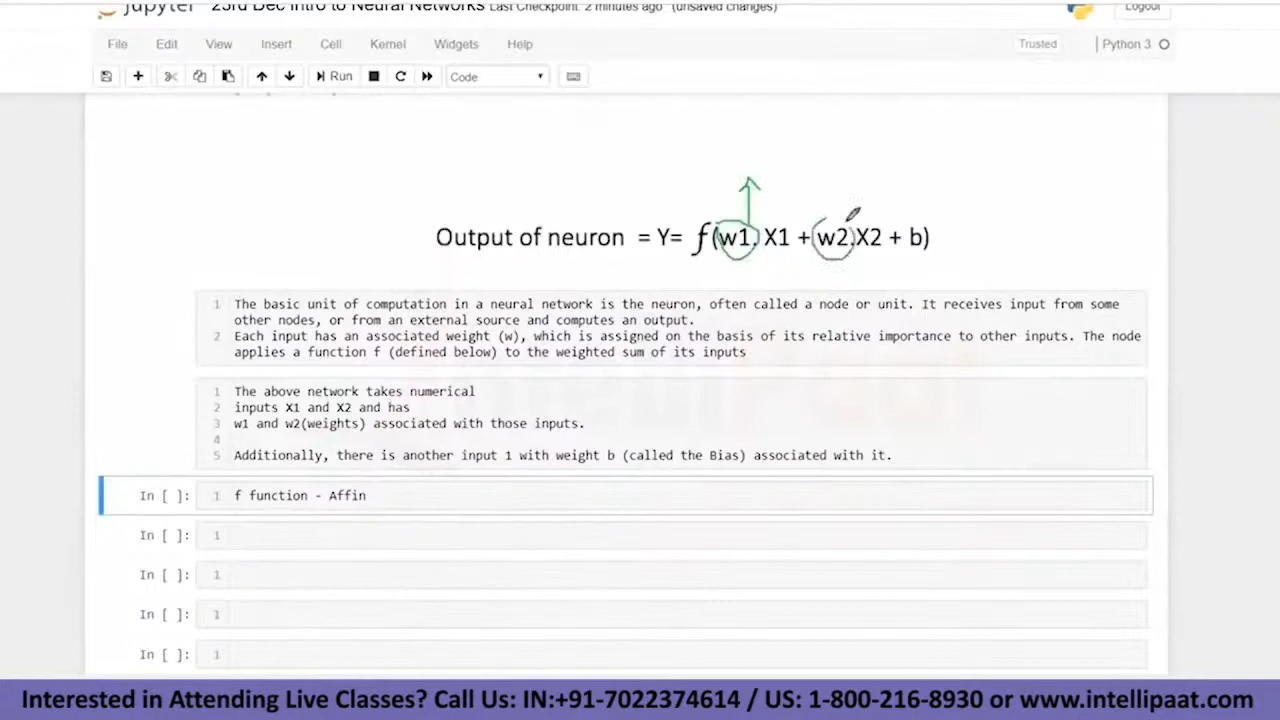 jupyter 23rd Dec Intro to Neural Networks Last Checkpoint: 2 minutes ago (unsaved changes) Logout
File Edit View Insert Cell Kernel Widgets Help Trusted Python 3
Run Code
Output of neuron = Y= f(w1. X1 + w2.X2 + b)
1 The basic unit of computation in a neural network is the neuron, often called a node or unit. It receives input from some
other nodes, or from an external source and computes an output.
2 Each input has an associated weight (w), which is assigned on the basis of its relative importance to other inputs. The node
applies a function f (defined below) to the weighted sum of its inputs
1 The above network takes numerical
2 inputs X1 and X2 and has
3 w1 and w2(weights) associated with those inputs.
4
5 Additionally, there is another input 1 with weight b (called the Bias) associated with it.
In [ ]: 1 f function - Affin
In [ ]: 1
In [ ]: 1
In [ ]: 1
In [ ]: 1
Interested in Attending Live Classes? Call Us: IN:+91-7022374614 / US: 1-800-216-8930 or www.intellipaat.com